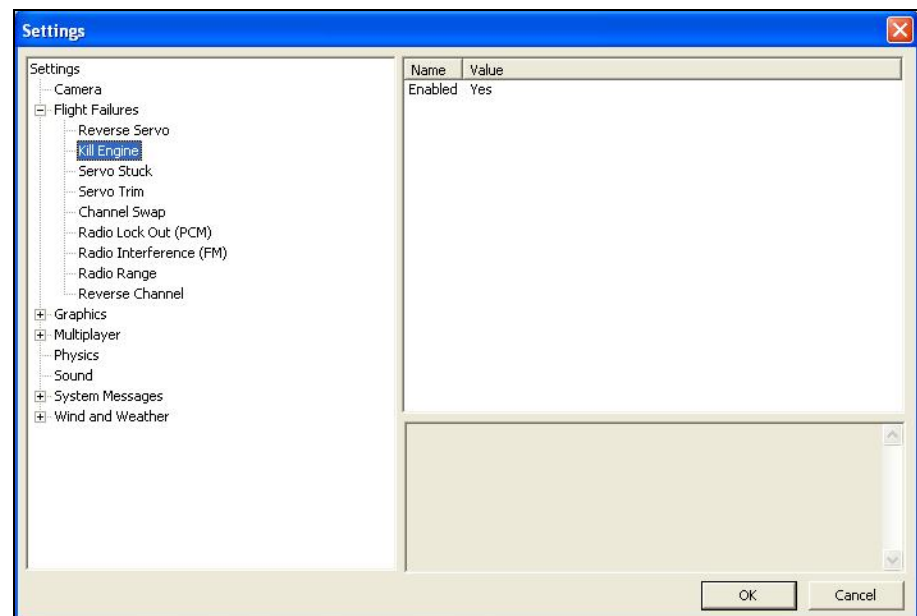 Settings
Settings
Camera
Flight Failures
Reverse Servo
Kill Engine
Servo Stuck
Servo Trim
Channel Swap
Radio Lock Out (PCM)
Radio Interference (FM)
Radio Range
Reverse Channel
Graphics
Multiplayer
Physics
Sound
System Messages
Wind and Weather
Name Value
Enabled Yes
OK Cancel